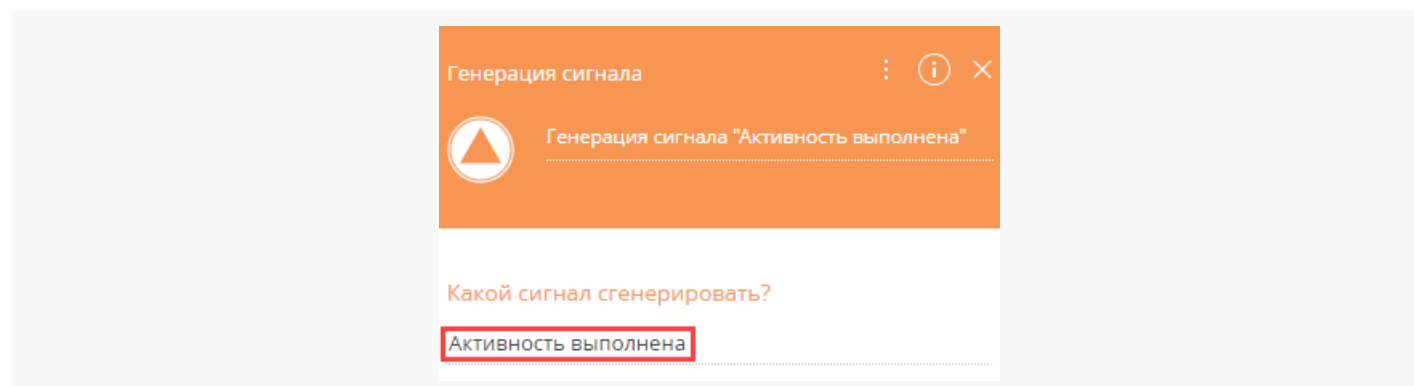 Генерация сигнала
Генерация сигнала "Активность выполнена"
Какой сигнал сгенерировать?
Активность выполнена